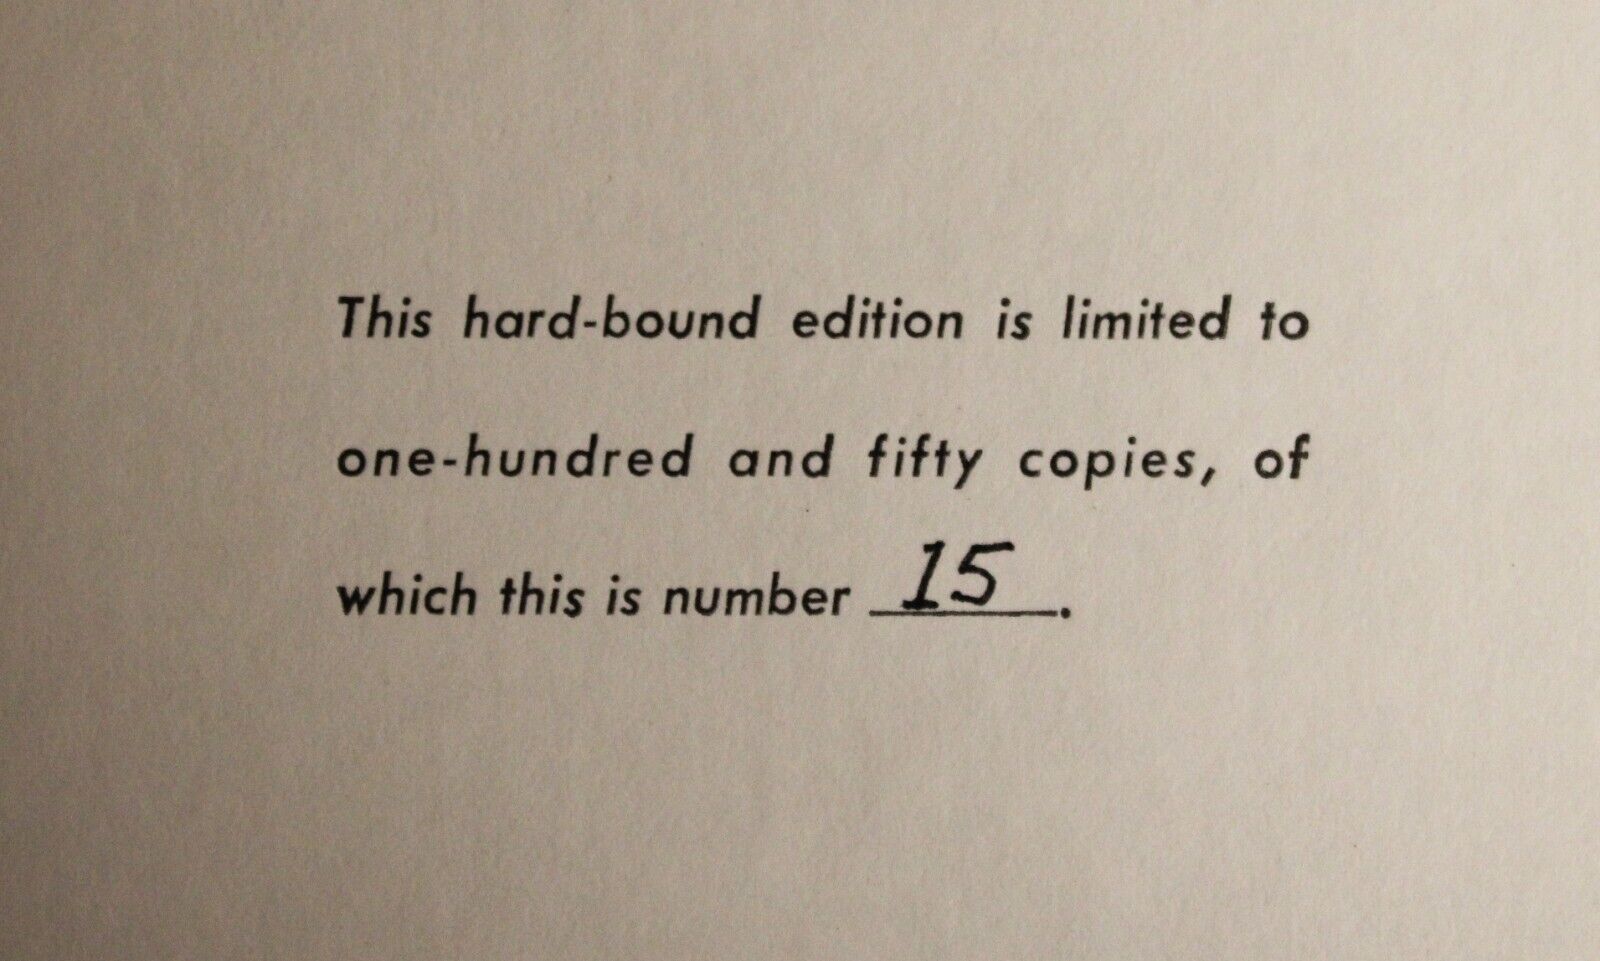 This hard-bound edition is limited to
one-hundred and fifty copies, of
which this is number 15.